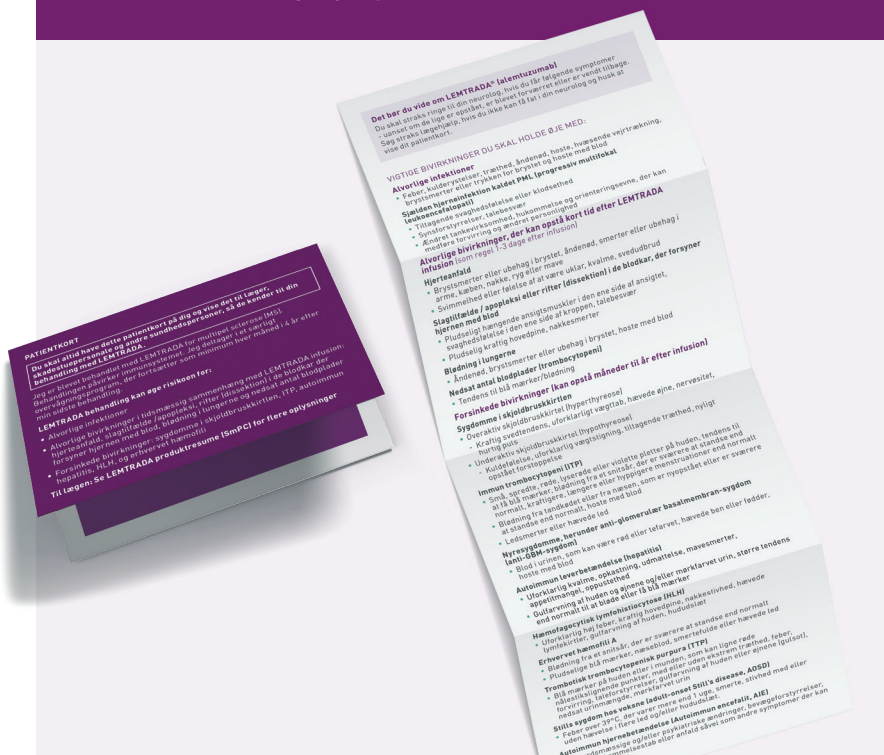 PATIENTKORT
Du skal altid have dette patientkort på dig og vise det til læger,
skadestuepersonale og andre sundhedspersoner, så de kender til din
behandling med LEMTRADA.
Jeg er blevet behandlet med LEMTRADA for multipel sclerose (MS).
Behandlingen påvirker immunsystemet. Jeg deltager i et særligt
overvågningsprogram, der fortsætter som minimum hver måned i 4 år efter
min sidste behandling.
LEMTRADA behandling kan øge risikoen for:
• Alvorlige infektioner
• Alvorlige bivirkninger i tidsmæssig sammenhæng med LEMTRADA infusion:
hjerteanfald, slagtilfælde /apopleksi, rifter (dissektion) i de blodkar der
forsyner hjernen med blod, blødning i lungerne og nedsat antal blodplader
• Forsinkede bivirkninger: sygdomme i skjoldbruskkirtlen, ITP, autoimmun
hepatitis, HLH, og erhvervet hæmofili
Til lægen: Se LEMTRADA produktresume (SmPC) for flere oplysninger
Det bør du vide om LEMTRADA® (alemtuzumab)
Du skal straks ringe til din neurolog, hvis du får følgende symptomer
- uanset om de lige er opstået, er blevet forværret eller er vendt tilbage.
Søg straks lægehjælp, hvis du ikke kan få fat i din neurolog og husk at
vise dit patientkort.
VIGTIGE BIVIRKNINGER DU SKAL HOLDE ØJE MED:
Alvorlige infektioner
• Feber, kulderystelser, træthed, åndenød, hoste, hvæsende vejrtrækning,
brystsmerter eller trykken for brystet og hoste med blod
Sjælden hjerneinfektion kaldet PML (progressiv multifokal
leukoencefalopati)
• Tiltagende svaghedsfølelse eller klodsethed
• Synsforstyrrelser, talebesvær
• Ændret tankevirksomhed, hukommelse og orienteringsevne, der kan
medføre forvirring og ændret personlighed
Alvorlige bivirkninger, der kan opstå kort tid efter LEMTRADA
infusion (som regel 1-3 dage efter infusion)
Hjerteanfald
• Brystsmerter eller ubehag i brystet, åndenød, smerter eller ubehag i
arme, kæben, nakke, ryg eller mave
• Svimmelhed eller følelse af at være uklar, kvalme, svedudbrud
Slagtilfælde / apopleksi eller rifter (dissektion) i de blodkar, der forsyner
hjernen med blod
• Pludseligt hængende ansigtsmuskler i den ene side af ansigtet,
svaghedsfølelse i den ene side af kroppen, talebesvær
• Pludselig kraftig hovedpine, nakkesmerter
Blødning i lungerne
• Åndenød, brystsmerter eller ubehag i brystet, hoste med blod
Nedsat antal blodplader (trombocytopeni)
• Tendens til blå mærker/blødning
Forsinkede bivirkninger (kan opstå måneder til år efter infusion)
Sygdomme i skjoldbruskkirtlen
• Overaktiv skjoldbruskkirtel (hyperthyreose)
- Kraftig svedtendens, uforklarligt vægttab, hævede øjne, nervøsitet,
hurtig puls
• Underaktiv skjoldbruskkirtel (hypothyreose)
- Kuldefølelse, uforklarlig vægtstigning, tiltagende træthed, nyligt
opstået forstoppelse
Immun trombocytopeni (ITP)
• Små, spredte, røde, lyserøde eller violette pletter på huden, tendens til
at få blå mærker, blødning fra et snitsår, der er sværere at standse end
normalt, kraftigere, længere eller hyppigere menstruationer end normalt
• Blødning fra tandkødet eller fra næsen, som er nyopstået eller er sværere
at standse end normalt, hoste med blod
• Ledsmerter eller hævede led
Nyresygdomme, herunder anti-glomerulær basalmembran-sygdom
(anti-GBM-sygdom)
• Blod i urinen, som kan være rød eller tefarvet, hævede ben eller fødder,
hoste med blod
Autoimmun leverbetændelse (hepatitis)
• Uforklarlig kvalme, opkastning, udmattelse, mavesmerter,
appetitmangel, oppustethed
• Gulfarvning af huden og øjnene og/eller mørkfarvet urin, større tendens
end normalt til at bløde eller få blå mærker
Hæmofagocytisk lymfohistiocytose (HLH)
• Uforklarlig høj feber, kraftig hovedpine, nakkestivhed, hævede
lymfekirtler, gulfarvning af huden, hududslæt
Erhvervet hæmofili A
• Blødning fra et snitsår, der er sværere at standse end normalt
• Pludselige blå mærker, næseblod, smertefulde eller hævede led
Trombotisk trombocytopenisk purpura (TTP)
• Blå mærker på huden eller i munden, som kan ligne røde
nålestikslignende punkter, med eller uden ekstrem træthed, feber,
forvirring, taleforstyrrelser, gulfarvning af huden eller øjnene (gulsot),
nedsat urinmængde, mørkfarvet urin
Stills sygdom hos voksne (adult-onset Still's disease, AOSD)
• Feber over 39°C, der varer mere end 1 uge, smerte, stivhed med eller
uden hævelse i flere led og/eller hududslæt.
Autoimmun hjernebetændelse (Autoimmun encefalit, AIE)
og/eller psykiatriske ændringer, bevægeforstyrrelser,
eller anfald såvel som andre symptomer der kan